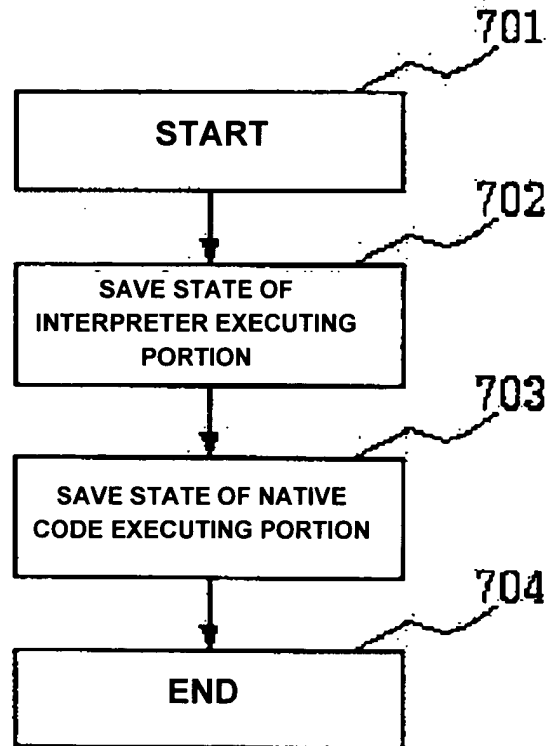 701
START
702
SAVE STATE OF
INTERPRETER EXECUTING
PORTION
703
SAVE STATE OF NATIVE
CODE EXECUTING PORTION
704
END